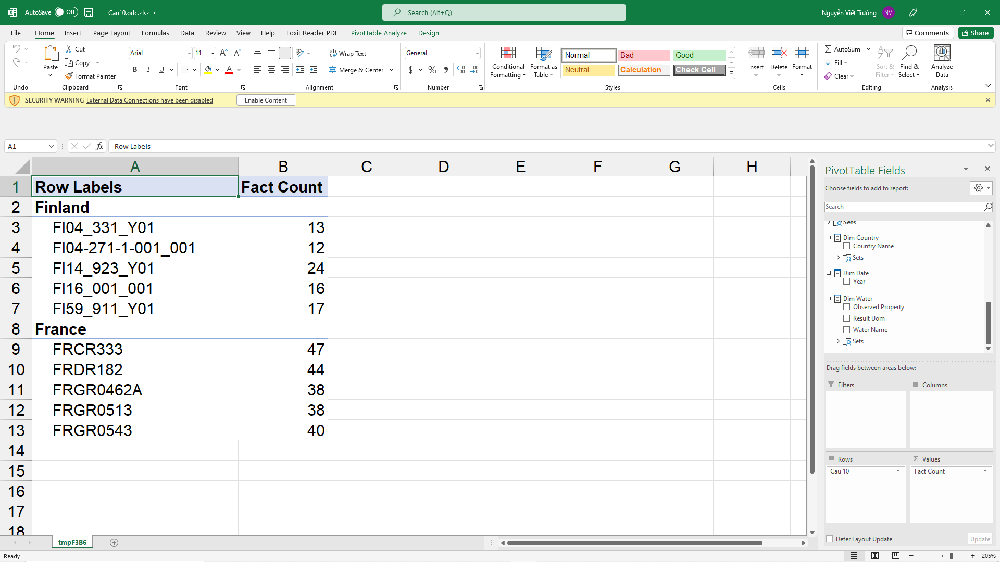 AutoSave Off Cau10.odc.xlsx Search (Alt+Q) Nguyễn Viết Trường NV
File Home Insert Page Layout Formulas Data Review View Help Foxit Reader PDF PivotTable Analyze Design Comments Share
Paste Cut Copy Format Painter
Arial 11 Wrap Text General
B I U Merge & Center $ % 9
Conditional Formatting Format as Table Normal Bad Good
Neutral Calculation Check Cell
Insert Delete Format AutoSum Fill Clear Sort & Filter Find & Select Analyze Data
Undo Clipboard Font Alignment Number Styles Cells Editing Analysis
SECURITY WARNING External Data Connections have been disabled Enable Content
A1 fx Row Labels
A B C D E F G H
1 Row Labels Fact Count
2 Finland
3 FI04_331_Y01 13
4 FI04-271-1-001_001 12
5 FI14_923_Y01 24
6 FI16_001_001 16
7 FI59_911_Y01 17
8 France
9 FRCR333 47
10 FRDR182 44
11 FRGR0462A 38
12 FRGR0513 38
13 FRGR0543 40
14
15
16
17
18
PivotTable Fields
Choose fields to add to report:
Search
Sets
Dim Country
Country Name
Sets
Dim Date
Year
Dim Water
Observed Property
Result Uom
Water Name
Sets
Drag fields between areas below:
Filters Columns
Rows Values
Cau 10 Fact Count
Defer Layout Update Update
tmpF3B6
Ready 205%